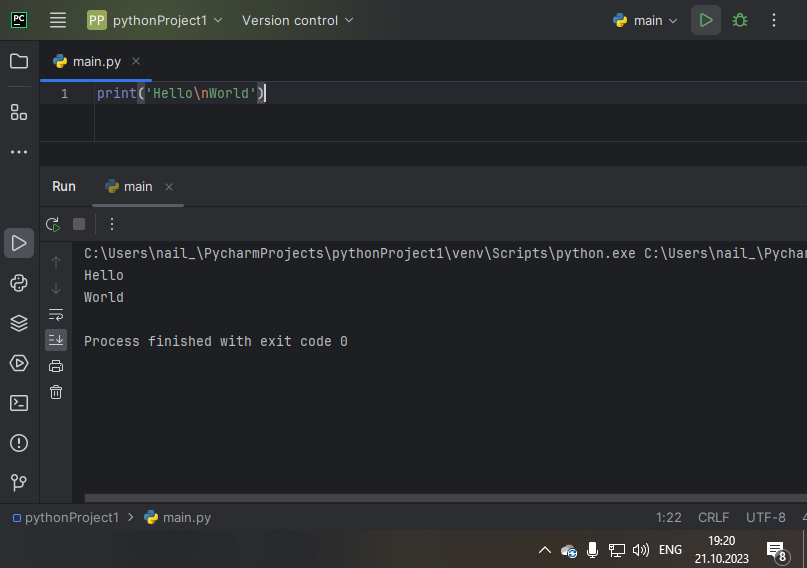 PC
PP pythonProject1 Version control main
main.py
1 print('Hello\nWorld')
Run main
C:\Users\nail_\PycharmProjects\pythonProject1\venv\Scripts\python.exe C:\Users\nail_\Pychar
Hello
World
Process finished with exit code 0
pythonProject1 > main.py 1:22 CRLF UTF-8 4
ENG 19:20
21.10.2023 8